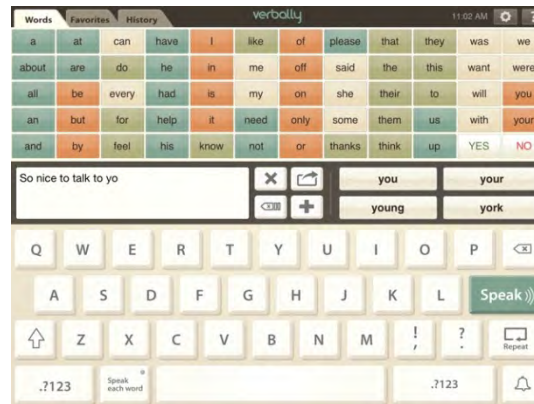 Words Favorites History verbally 11:02 AM ?
a at can have I like of please that they was we
about are do he in me off said the this want were
all be every had is my on she their to will you
an but for help it need only some them us with your
and by feel his know not or thanks think up YES NO
So nice to talk to yo
you your
young york
Q W E R T Y U I O P
A S D F G H J K L Speak
Z X C V B N M ! , ? . Repeat
.?123 Speak each word .?123